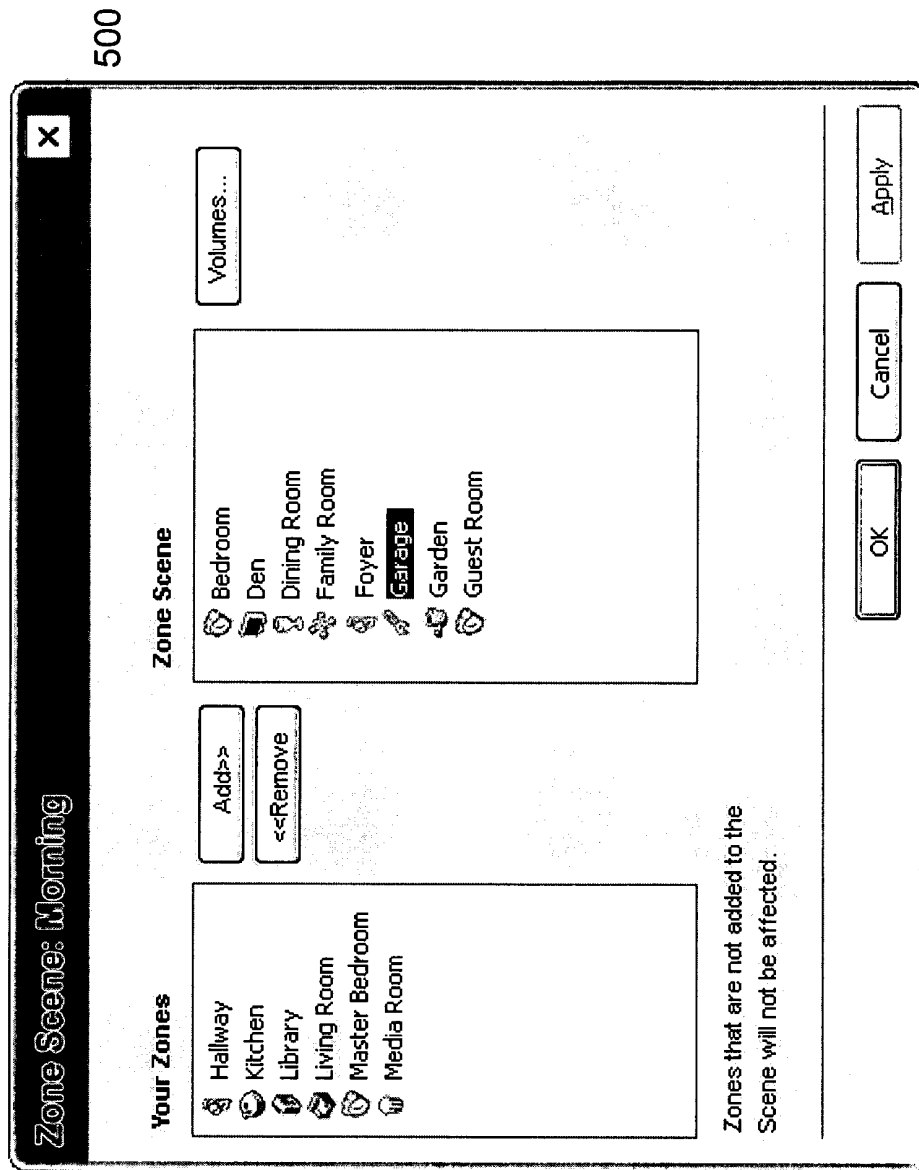 500
Zone Scene: Morning
X
Your Zones
Hallway
Kitchen
Library
Living Room
Master Bedroom
Media Room
Add>>
<<Remove
Zone Scene
Bedroom
Den
Dining Room
Family Room
Foyer
Garage
Garden
Guest Room
Volumes...
Zones that are not added to the
Scene will not be affected.
OK
Cancel
Apply